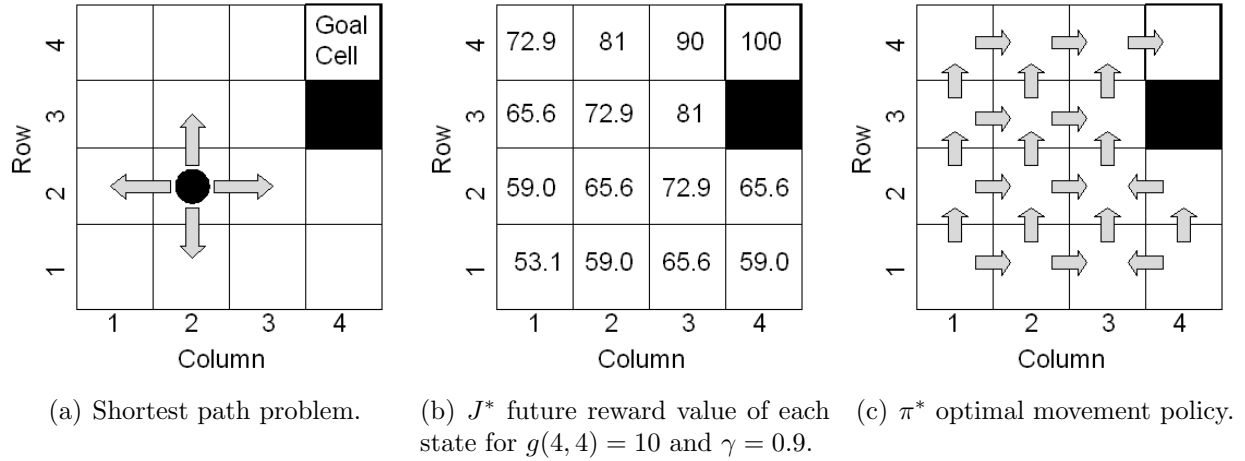 Goal
Cell
Row
4
3
2
1
1 2 3 4
Column
(a) Shortest path problem.
Row
4
3
2
1
72.9 81 90 100
65.6 72.9 81
59.0 65.6 72.9 65.6
53.1 59.0 65.6 59.0
1 2 3 4
Column
(b) J* future reward value of each
state for g(4, 4) = 10 and γ = 0.9.
Row
4
3
2
1
1 2 3 4
Column
(c) π* optimal movement policy.